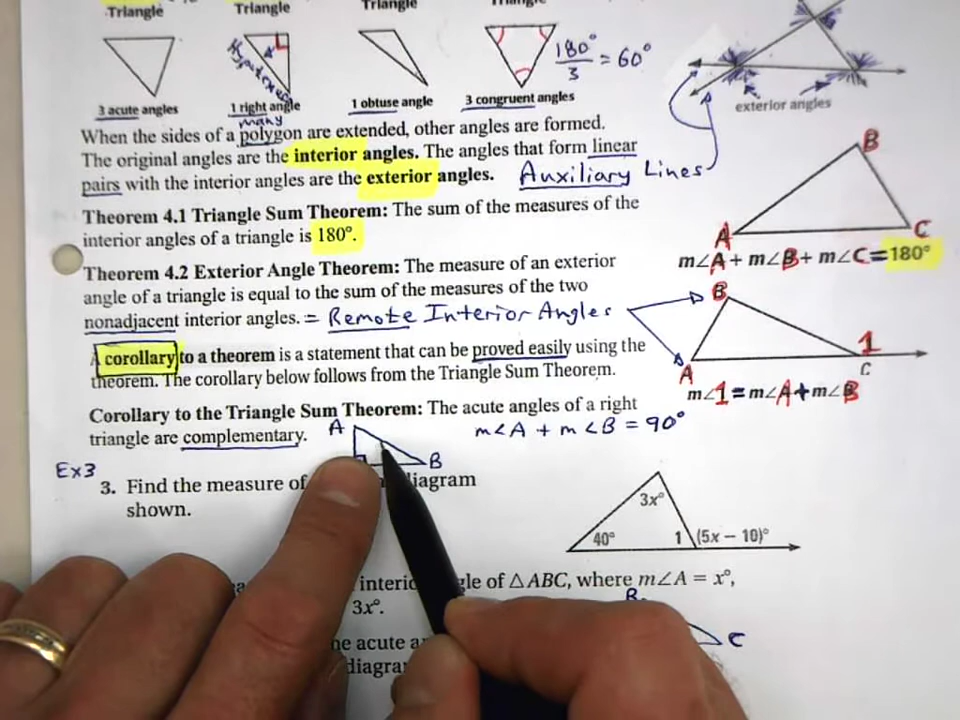 Triangle Triangle Triangle Triangle
Hypotenuse
180°
3
= 60°
3 acute angles
1 right angle
1 obtuse angle
3 congruent angles
exterior angles
many
When the sides of a polygon are extended, other angles are formed.
The original angles are the interior angles. The angles that form linear
pairs with the interior angles are the exterior angles. Auxiliary Lines
Theorem 4.1 Triangle Sum Theorem: The sum of the measures of the
interior angles of a triangle is 180°.
B
A
C
m∠A + m∠B + m∠C = 180°
Theorem 4.2 Exterior Angle Theorem: The measure of an exterior
angle of a triangle is equal to the sum of the measures of the two
nonadjacent interior angles. = Remote Interior Angles
B
1
A
C
m∠1 = m∠A + m∠B
A corollary to a theorem is a statement that can be proved easily using the
theorem. The corollary below follows from the Triangle Sum Theorem.
Corollary to the Triangle Sum Theorem: The acute angles of a right
triangle are complementary.
A
B
m∠A + m∠B = 90°
Ex3
3. Find the measure of diagram
shown.
3x°
40°
1
(5x − 10)°
interior angle of △ABC, where m∠A = x°,
3x°.
B
C
he acute
diagra